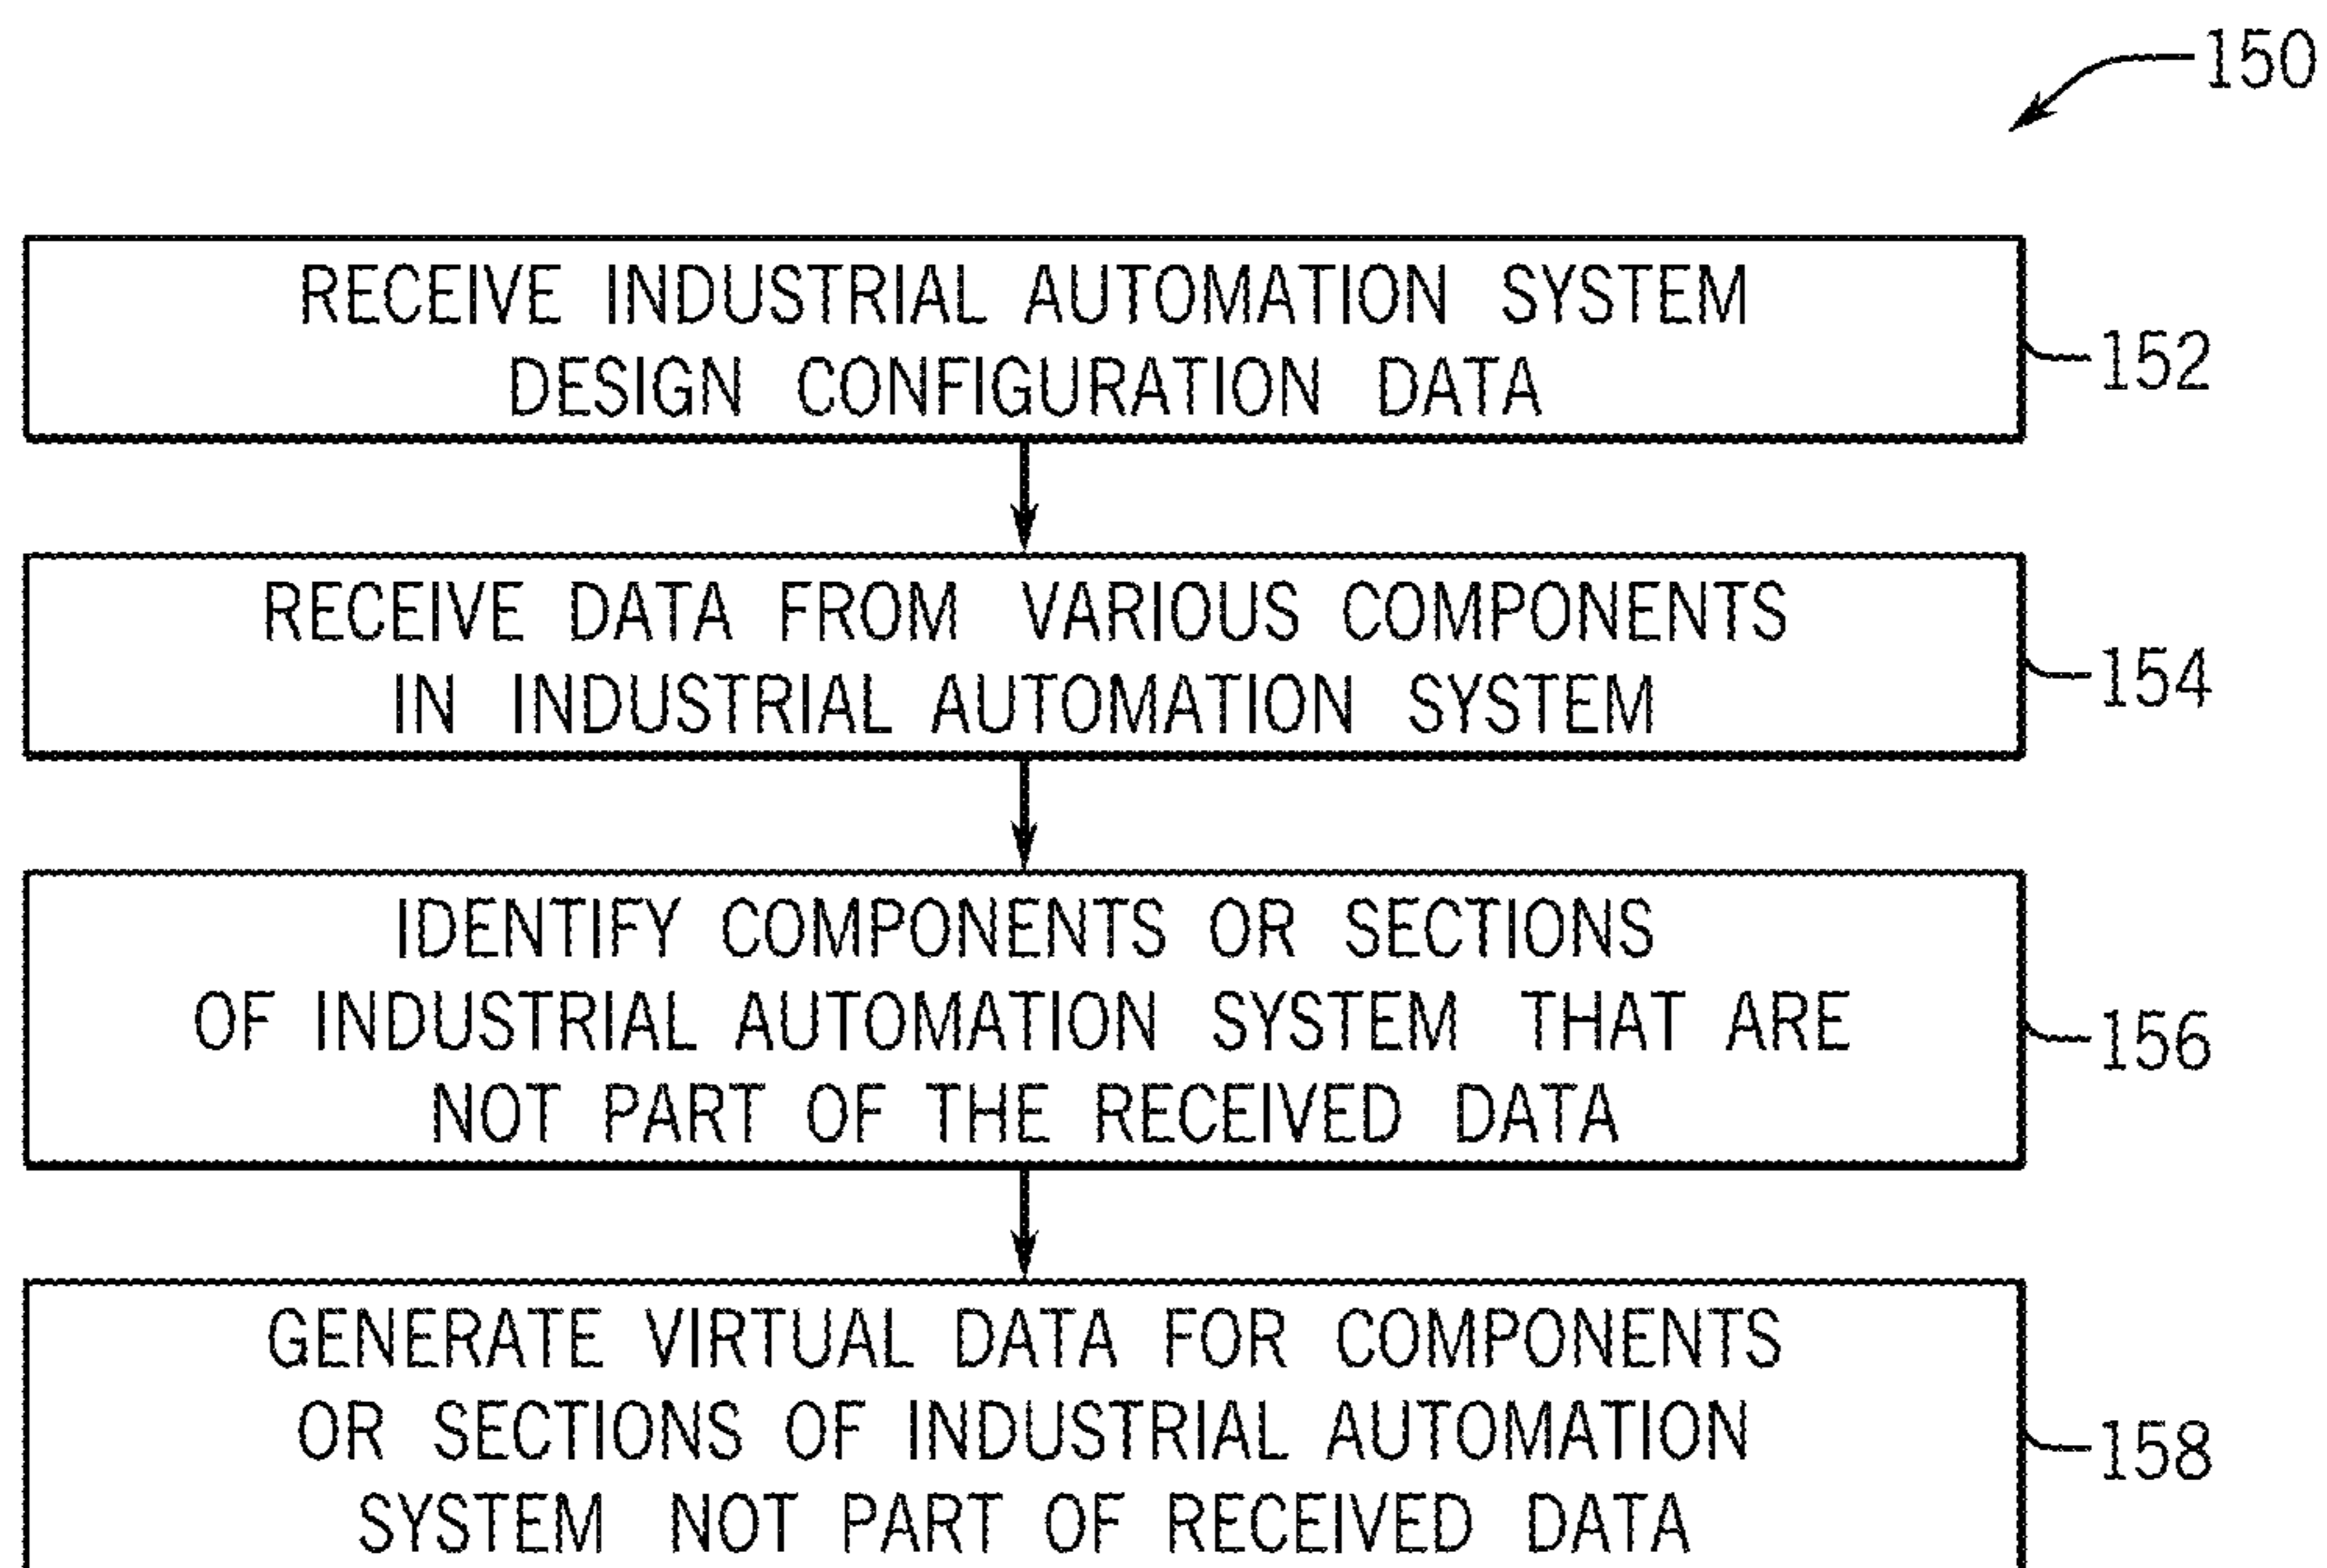 150
RECEIVE INDUSTRIAL AUTOMATION SYSTEM
DESIGN CONFIGURATION DATA
152
RECEIVE DATA FROM VARIOUS COMPONENTS
IN INDUSTRIAL AUTOMATION SYSTEM
154
IDENTIFY COMPONENTS OR SECTIONS
OF INDUSTRIAL AUTOMATION SYSTEM THAT ARE
NOT PART OF THE RECEIVED DATA
156
GENERATE VIRTUAL DATA FOR COMPONENTS
OR SECTIONS OF INDUSTRIAL AUTOMATION
SYSTEM NOT PART OF RECEIVED DATA
158